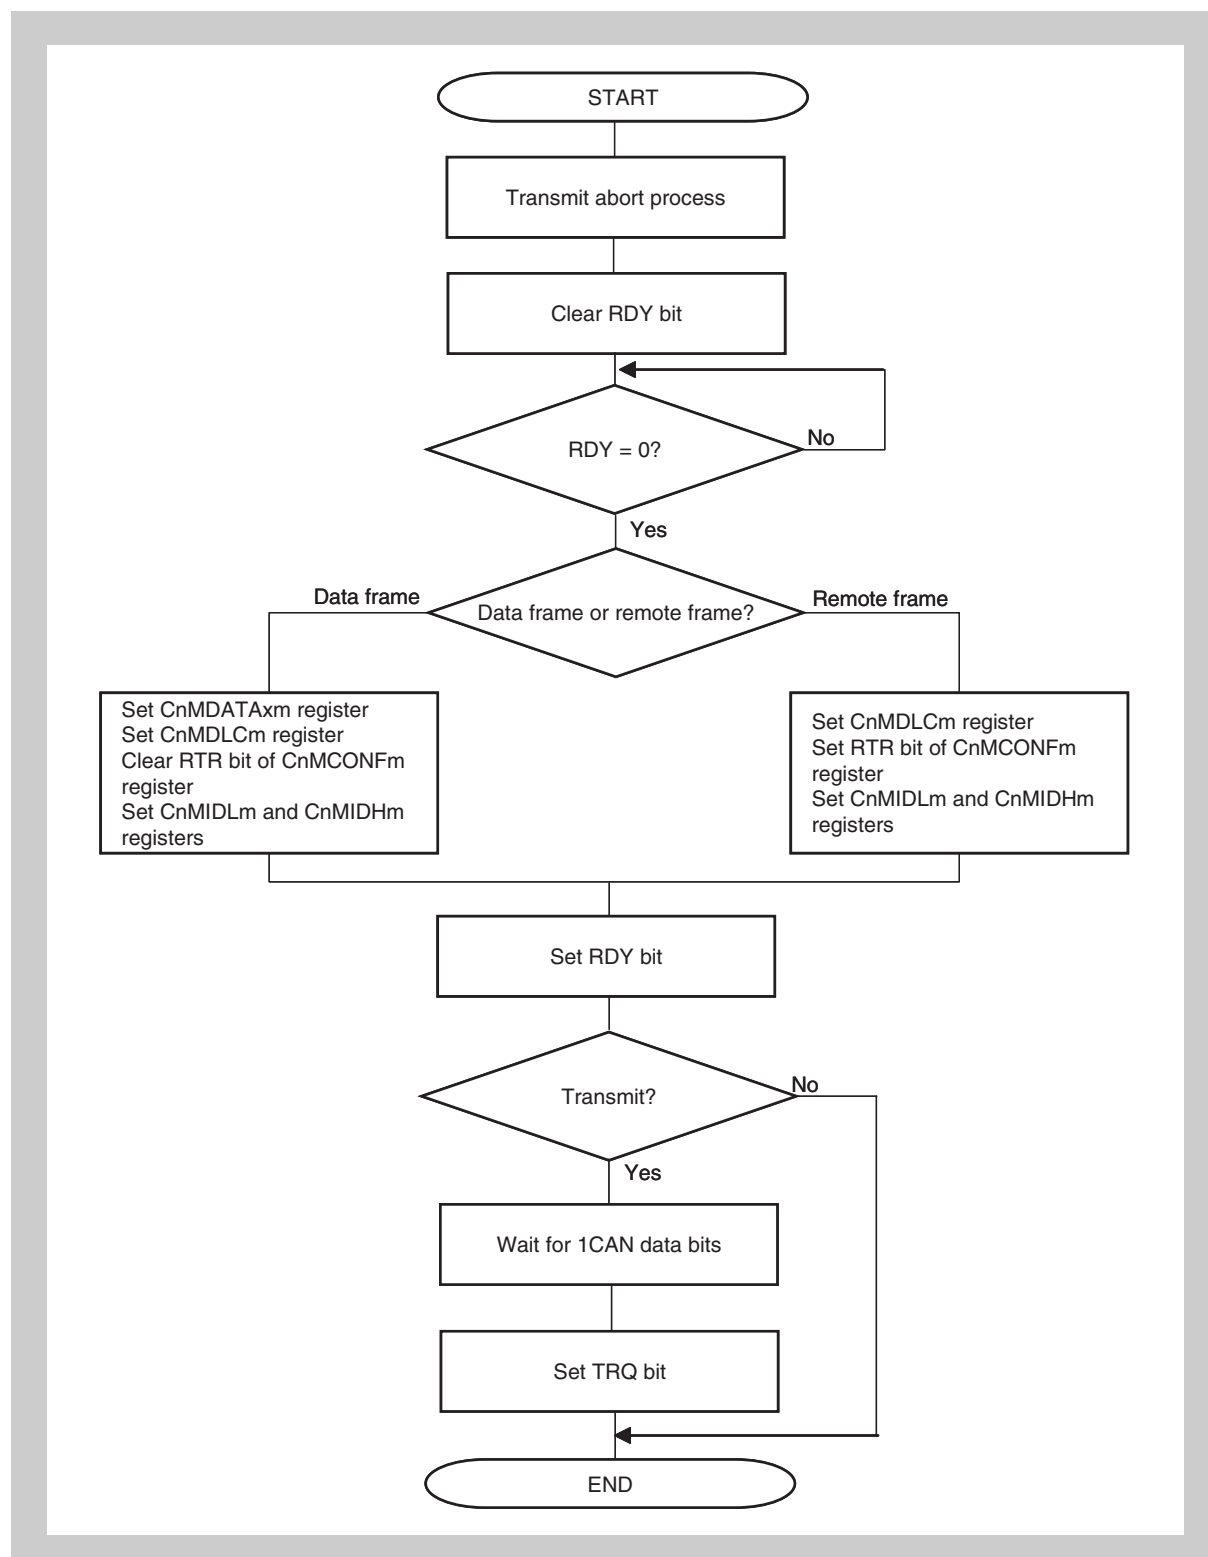 START
Transmit abort process
Clear RDY bit
RDY = 0?
No
Yes
Data frame or remote frame?
Data frame
Remote frame
Set CnMDATAxm register
Set CnMDLCm register
Clear RTR bit of CnMCONFm
register
Set CnMIDLm and CnMIDHm
registers
Set CnMDLCm register
Set RTR bit of CnMCONFm
register
Set CnMIDLm and CnMIDHm
registers
Set RDY bit
Transmit?
No
Yes
Wait for 1CAN data bits
Set TRQ bit
END